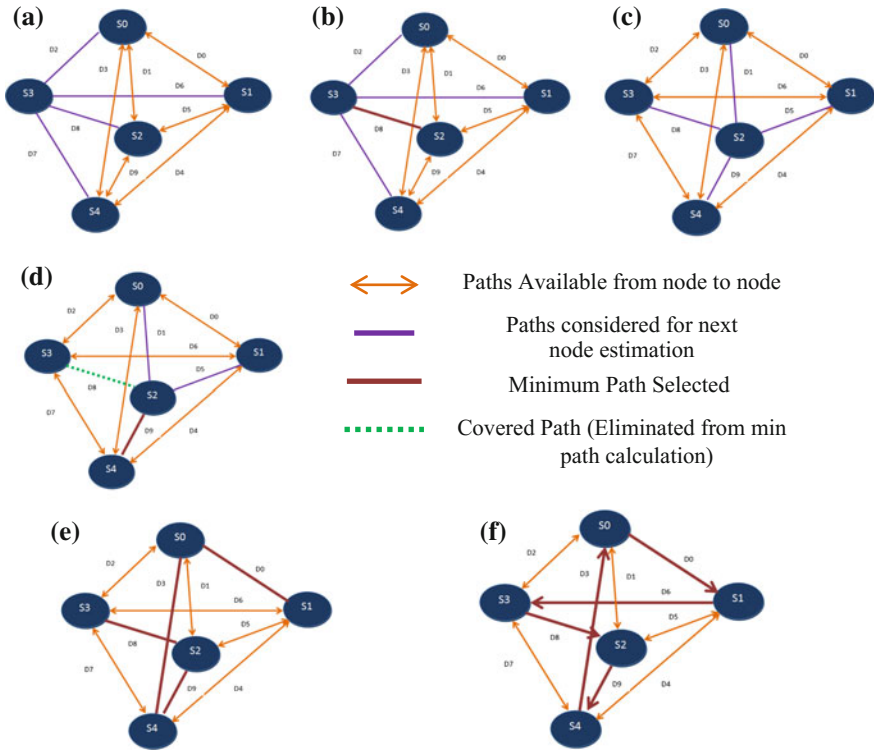 (a)
S0
D2
D0
D3
D1
D6
S3
S1
D5
D8
S2
D7
D9
D4
S4
(b)
S0
D2
D0
D3
D1
D6
S3
S1
D5
D8
S2
D7
D9
D4
S4
(c)
S0
D2
D0
D3
D1
D6
S3
S1
D5
D8
S2
D7
D9
D4
S4
(d)
S0
D2
D0
D3
D1
D6
S3
S1
D5
D8
S2
D7
D9
D4
S4
Paths Available from node to node
Paths considered for next
node estimation
Minimum Path Selected
Covered Path (Eliminated from min
path calculation)
(e)
S0
D2
D0
D3
D1
D6
S3
S1
D5
D8
S2
D7
D9
D4
S4
(f)
S0
D2
D0
D3
D1
D6
S3
S1
D5
D8
S2
D7
D9
D4
S4